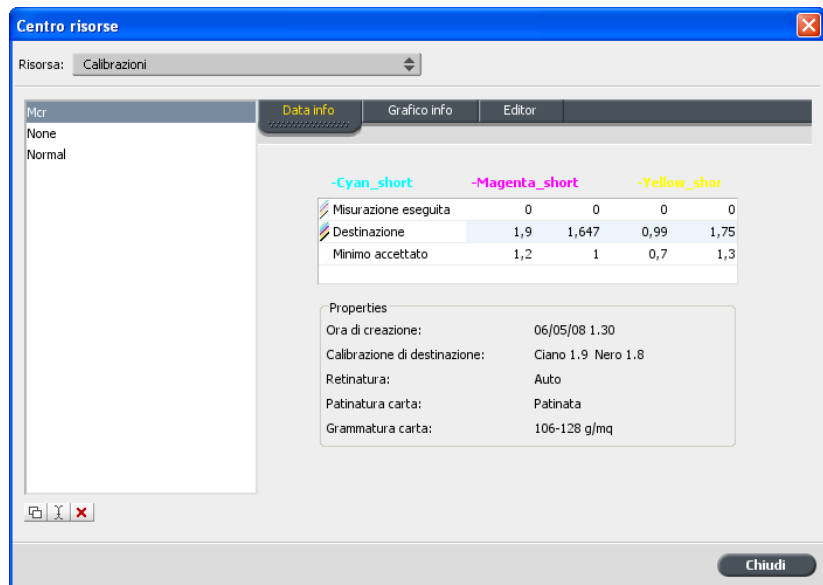 Centro risorse
Risorsa: Calibrazioni
Mcr
None
Normal
Data info Grafico info Editor
-Cyan_short -Magenta_short -Yellow_shor
Misurazione eseguita 0 0 0 0
Destinazione 1,9 1,647 0,99 1,75
Minimo accettato 1,2 1 0,7 1,3
Properties
Ora di creazione: 06/05/08 1.30
Calibrazione di destinazione: Ciano 1.9 Nero 1.8
Retinatura: Auto
Patinatura carta: Patinata
Grammatura carta: 106-128 g/mq
Chiudi